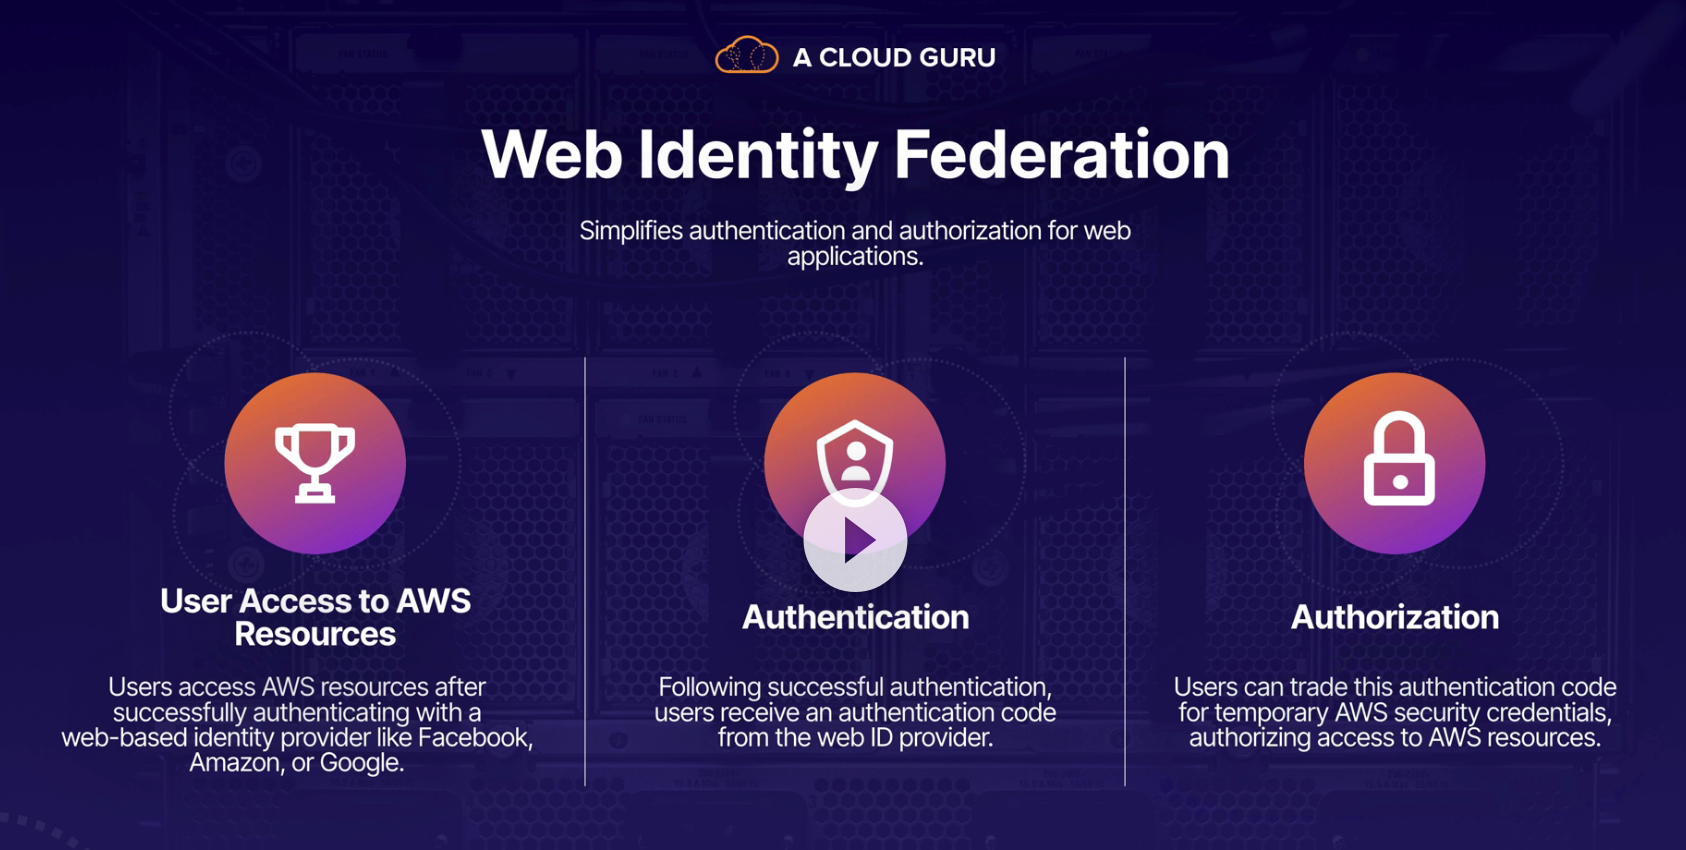 A CLOUD GURU
Web Identity Federation
Simplifies authentication and authorization for web
applications.
User Access to AWS
Resources
Users access AWS resources after
successfully authenticating with a
web-based identity provider like Facebook,
Amazon, or Google.
Authentication
Following successful authentication,
users receive an authentication code
from the web ID provider.
Authorization
Users can trade this authentication code
for temporary AWS security credentials,
authorizing access to AWS resources.